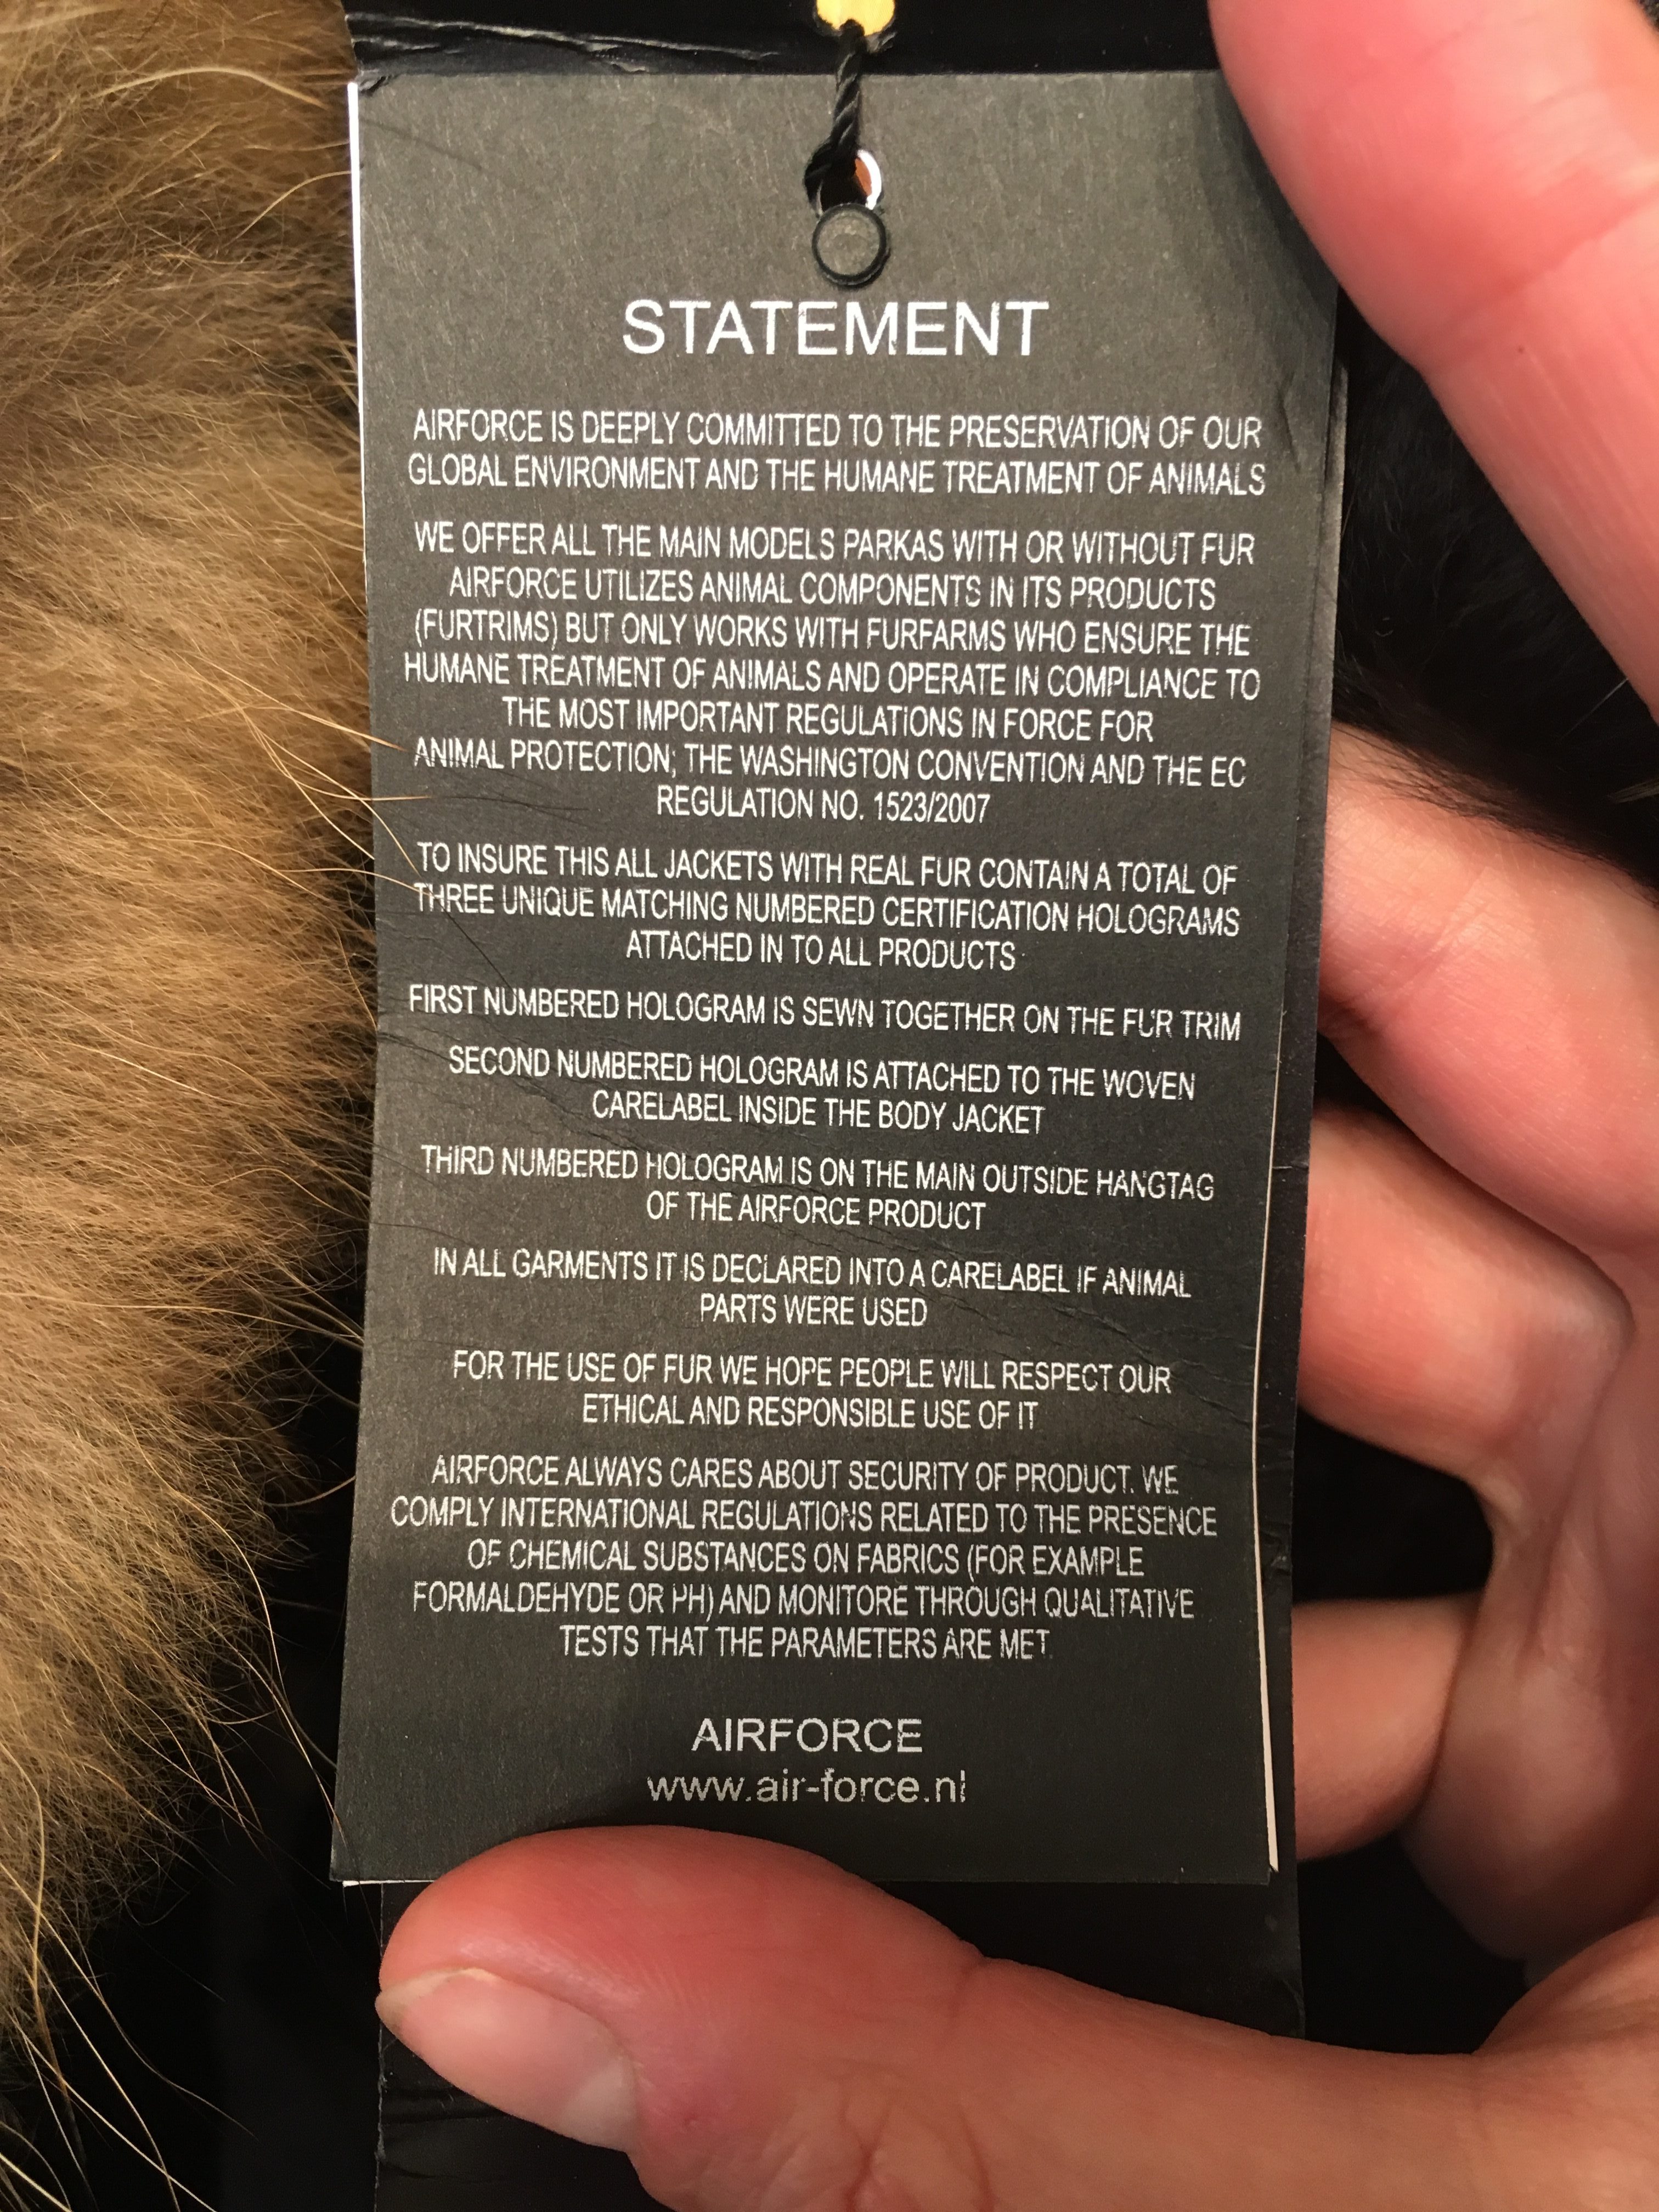 STATEMENT
AIRFORCE IS DEEPLY COMMITTED TO THE PRESERVATION OF OUR
GLOBAL ENVIRONMENT AND THE HUMANE TREATMENT OF ANIMALS
WE OFFER ALL THE MAIN MODELS PARKAS WITH OR WITHOUT FUR
AIRFORCE UTILIZES ANIMAL COMPONENTS IN ITS PRODUCTS
(FURTRIMS) BUT ONLY WORKS WITH FURFARMS WHO ENSURE THE
HUMANE TREATMENT OF ANIMALS AND OPERATE IN COMPLIANCE TO
THE MOST IMPORTANT REGULATIONS IN FORCE FOR
ANIMAL PROTECTION; THE WASHINGTON CONVENTION AND THE EC
REGULATION NO. 1523/2007
TO INSURE THIS ALL JACKETS WITH REAL FUR CONTAIN A TOTAL OF
THREE UNIQUE MATCHING NUMBERED CERTIFICATION HOLOGRAMS
ATTACHED IN TO ALL PRODUCTS
FIRST NUMBERED HOLOGRAM IS SEWN TOGETHER ON THE FUR TRIM
SECOND NUMBERED HOLOGRAM IS ATTACHED TO THE WOVEN
CARELABEL INSIDE THE BODY JACKET
THIRD NUMBERED HOLOGRAM IS ON THE MAIN OUTSIDE HANGTAG
OF THE AIRFORCE PRODUCT
IN ALL GARMENTS IT IS DECLARED INTO A CARELABEL IF ANIMAL
PARTS WERE USED
FOR THE USE OF FUR WE HOPE PEOPLE WILL RESPECT OUR
ETHICAL AND RESPONSIBLE USE OF IT
AIRFORCE ALWAYS CARES ABOUT SECURITY OF PRODUCT. WE
COMPLY INTERNATIONAL REGULATIONS RELATED TO THE PRESENCE
OF CHEMICAL SUBSTANCES ON FABRICS (FOR EXAMPLE
FORMALDEHYDE OR PH) AND MONITORE THROUGH QUALITATIVE
TESTS THAT THE PARAMETERS ARE MET.
AIRFORCE
www.air-force.nl